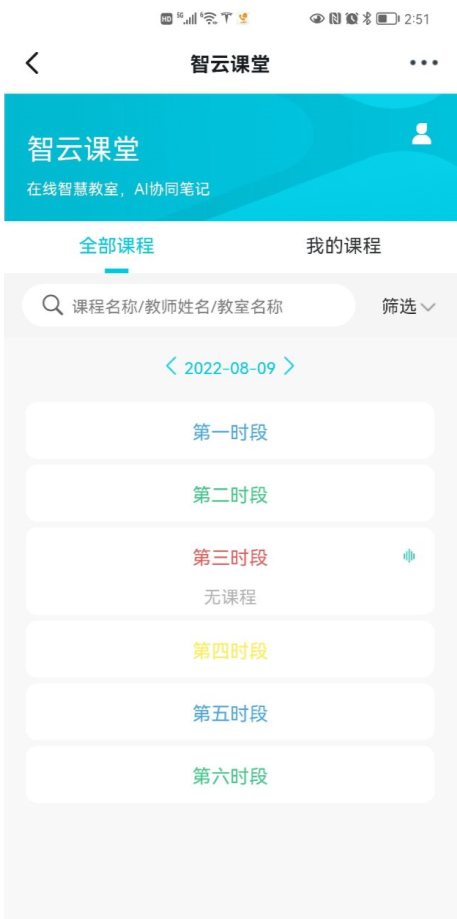 HD 5G 6 2:51
智云课堂
智云课堂
在线智慧教室，AI协同笔记
全部课程 我的课程
课程名称/教师姓名/教室名称 筛选
2022-08-09
第一时段
第二时段
第三时段
无课程
第四时段
第五时段
第六时段